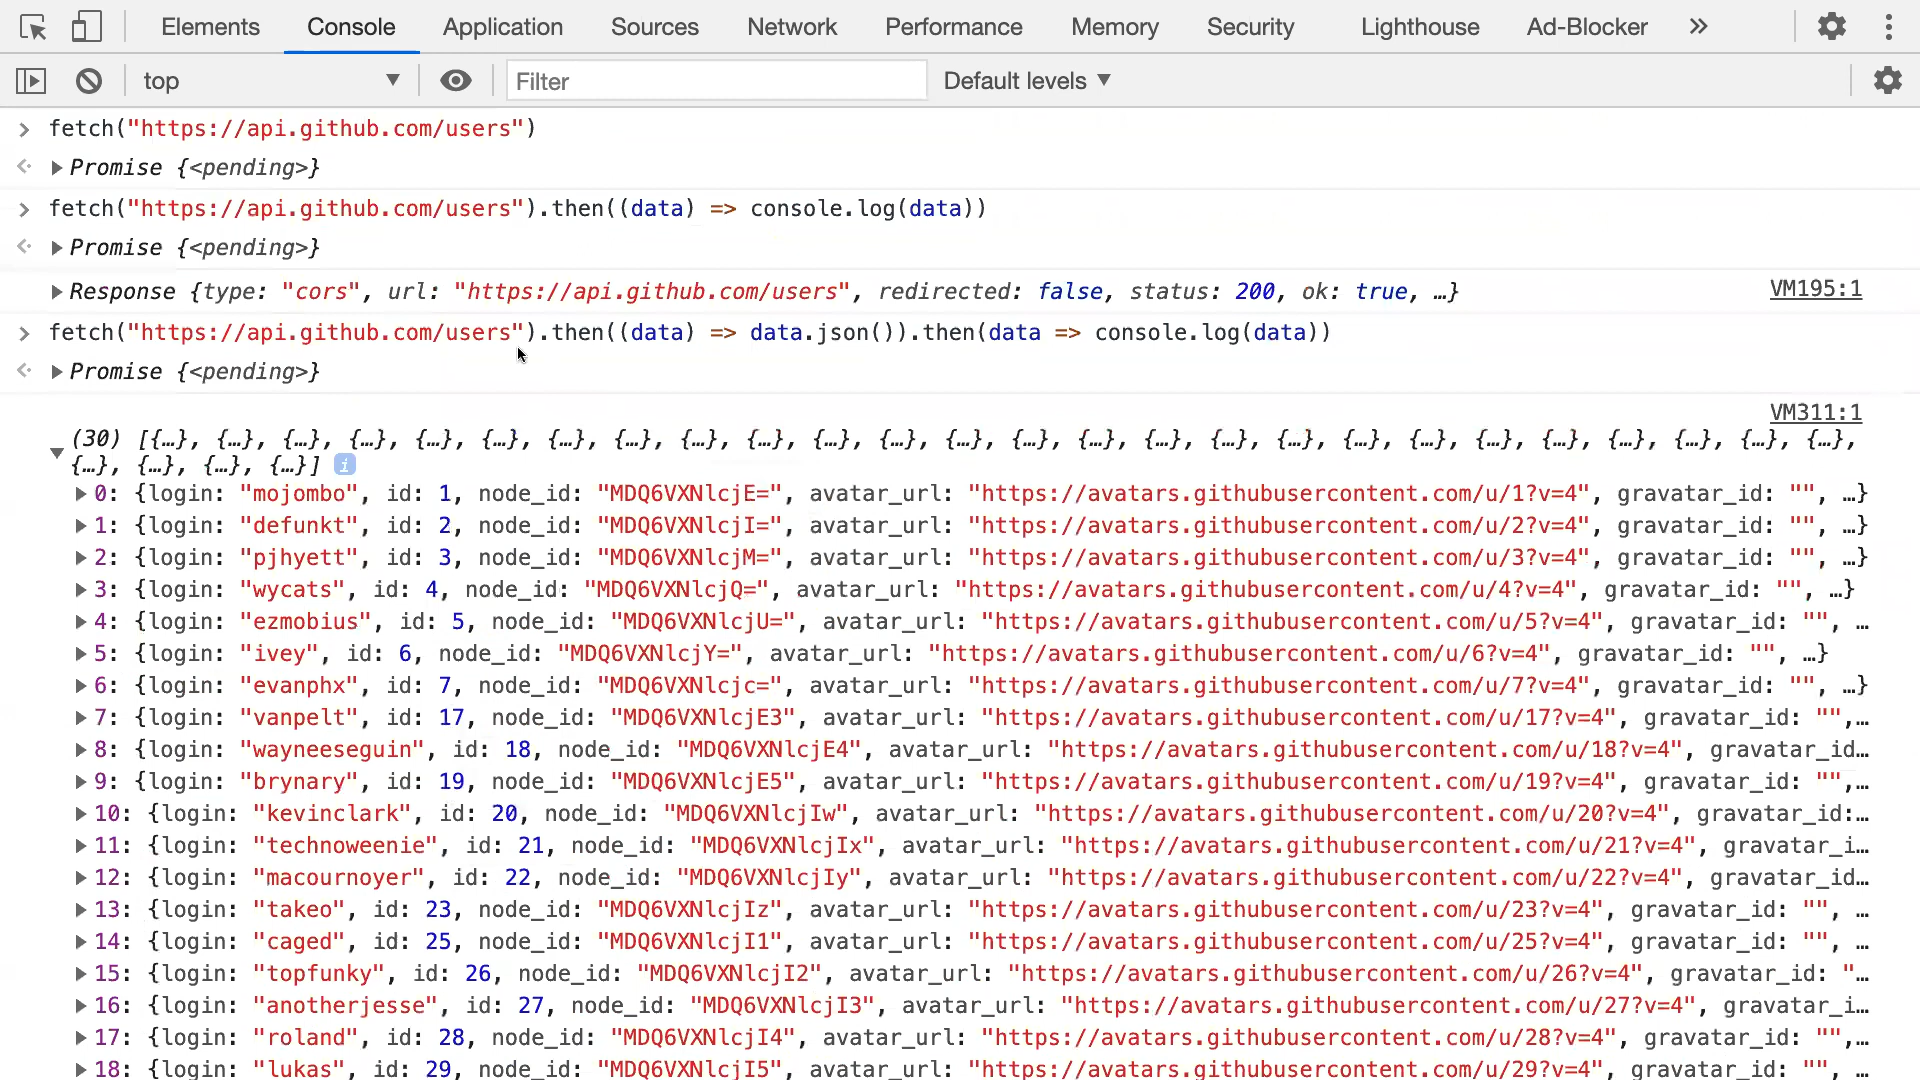 Elements Console Application Sources Network Performance Memory Security Lighthouse Ad-Blocker »
top ▼ Filter Default levels ▼
> fetch("https://api.github.com/users")
Promise {<pending>}
> fetch("https://api.github.com/users").then((data) => console.log(data))
Promise {<pending>}
Response {type: "cors", url: "https://api.github.com/users", redirected: false, status: 200, ok: true, …} VM195:1
> fetch("https://api.github.com/users").then((data) => data.json()).then(data => console.log(data))
Promise {<pending>}
VM311:1
(30) [{…}, {…}, {…}, {…}, {…}, {…}, {…}, {…}, {…}, {…}, {…}, {…}, {…}, {…}, {…}, {…}, {…}, {…}, {…}, {…}, {…}, {…}, {…}, {…}, {…}, {…},
{…}, {…}, {…}, {…}] i
0: {login: "mojombo", id: 1, node_id: "MDQ6VXNlcjE=", avatar_url: "https://avatars.githubusercontent.com/u/1?v=4", gravatar_id: "", …}
1: {login: "defunkt", id: 2, node_id: "MDQ6VXNlcjI=", avatar_url: "https://avatars.githubusercontent.com/u/2?v=4", gravatar_id: "", …}
2: {login: "pjhyett", id: 3, node_id: "MDQ6VXNlcjM=", avatar_url: "https://avatars.githubusercontent.com/u/3?v=4", gravatar_id: "", …}
3: {login: "wycats", id: 4, node_id: "MDQ6VXNlcjQ=", avatar_url: "https://avatars.githubusercontent.com/u/4?v=4", gravatar_id: "", …}
4: {login: "ezmobius", id: 5, node_id: "MDQ6VXNlcjU=", avatar_url: "https://avatars.githubusercontent.com/u/5?v=4", gravatar_id: "", …
5: {login: "ivey", id: 6, node_id: "MDQ6VXNlcjY=", avatar_url: "https://avatars.githubusercontent.com/u/6?v=4", gravatar_id: "", …}
6: {login: "evanphx", id: 7, node_id: "MDQ6VXNlcjc=", avatar_url: "https://avatars.githubusercontent.com/u/7?v=4", gravatar_id: "", …}
7: {login: "vanpelt", id: 17, node_id: "MDQ6VXNlcjE3", avatar_url: "https://avatars.githubusercontent.com/u/17?v=4", gravatar_id: "",…
8: {login: "wayneeseguin", id: 18, node_id: "MDQ6VXNlcjE4", avatar_url: "https://avatars.githubusercontent.com/u/18?v=4", gravatar_id…
9: {login: "brynary", id: 19, node_id: "MDQ6VXNlcjE5", avatar_url: "https://avatars.githubusercontent.com/u/19?v=4", gravatar_id: "",…
10: {login: "kevinclark", id: 20, node_id: "MDQ6VXNlcjIw", avatar_url: "https://avatars.githubusercontent.com/u/20?v=4", gravatar_id:…
11: {login: "technoweenie", id: 21, node_id: "MDQ6VXNlcjIx", avatar_url: "https://avatars.githubusercontent.com/u/21?v=4", gravatar_i…
12: {login: "macournoyer", id: 22, node_id: "MDQ6VXNlcjIy", avatar_url: "https://avatars.githubusercontent.com/u/22?v=4", gravatar_id…
13: {login: "takeo", id: 23, node_id: "MDQ6VXNlcjIz", avatar_url: "https://avatars.githubusercontent.com/u/23?v=4", gravatar_id: "", …
14: {login: "caged", id: 25, node_id: "MDQ6VXNlcjI1", avatar_url: "https://avatars.githubusercontent.com/u/25?v=4", gravatar_id: "", …
15: {login: "topfunky", id: 26, node_id: "MDQ6VXNlcjI2", avatar_url: "https://avatars.githubusercontent.com/u/26?v=4", gravatar_id: "…
16: {login: "anotherjesse", id: 27, node_id: "MDQ6VXNlcjI3", avatar_url: "https://avatars.githubusercontent.com/u/27?v=4", gravatar_i…
17: {login: "roland", id: 28, node_id: "MDQ6VXNlcjI4", avatar_url: "https://avatars.githubusercontent.com/u/28?v=4", gravatar_id: "",…
18: {login: "lukas", id: 29, node_id: "MDQ6VXNlcjI5", avatar_url: "https://avatars.githubusercontent.com/u/29?v=4", gravatar_id: "", …